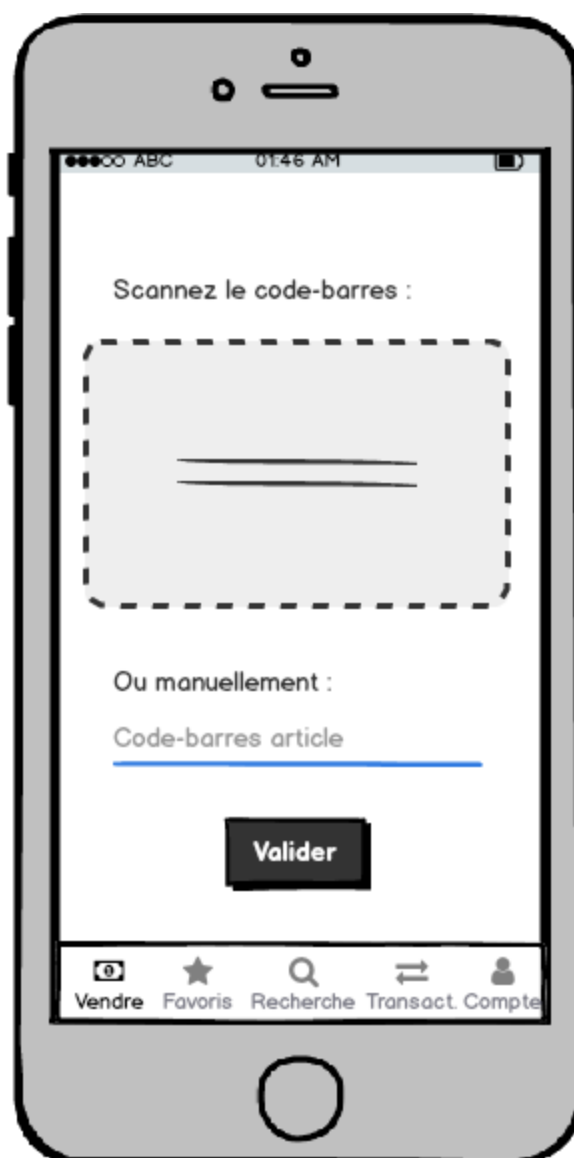 ABC 01:46 AM
Scannez le code-barres :
Ou manuellement :
Code-barres article
Valider
Vendre Favoris Recherche Transact. Compte